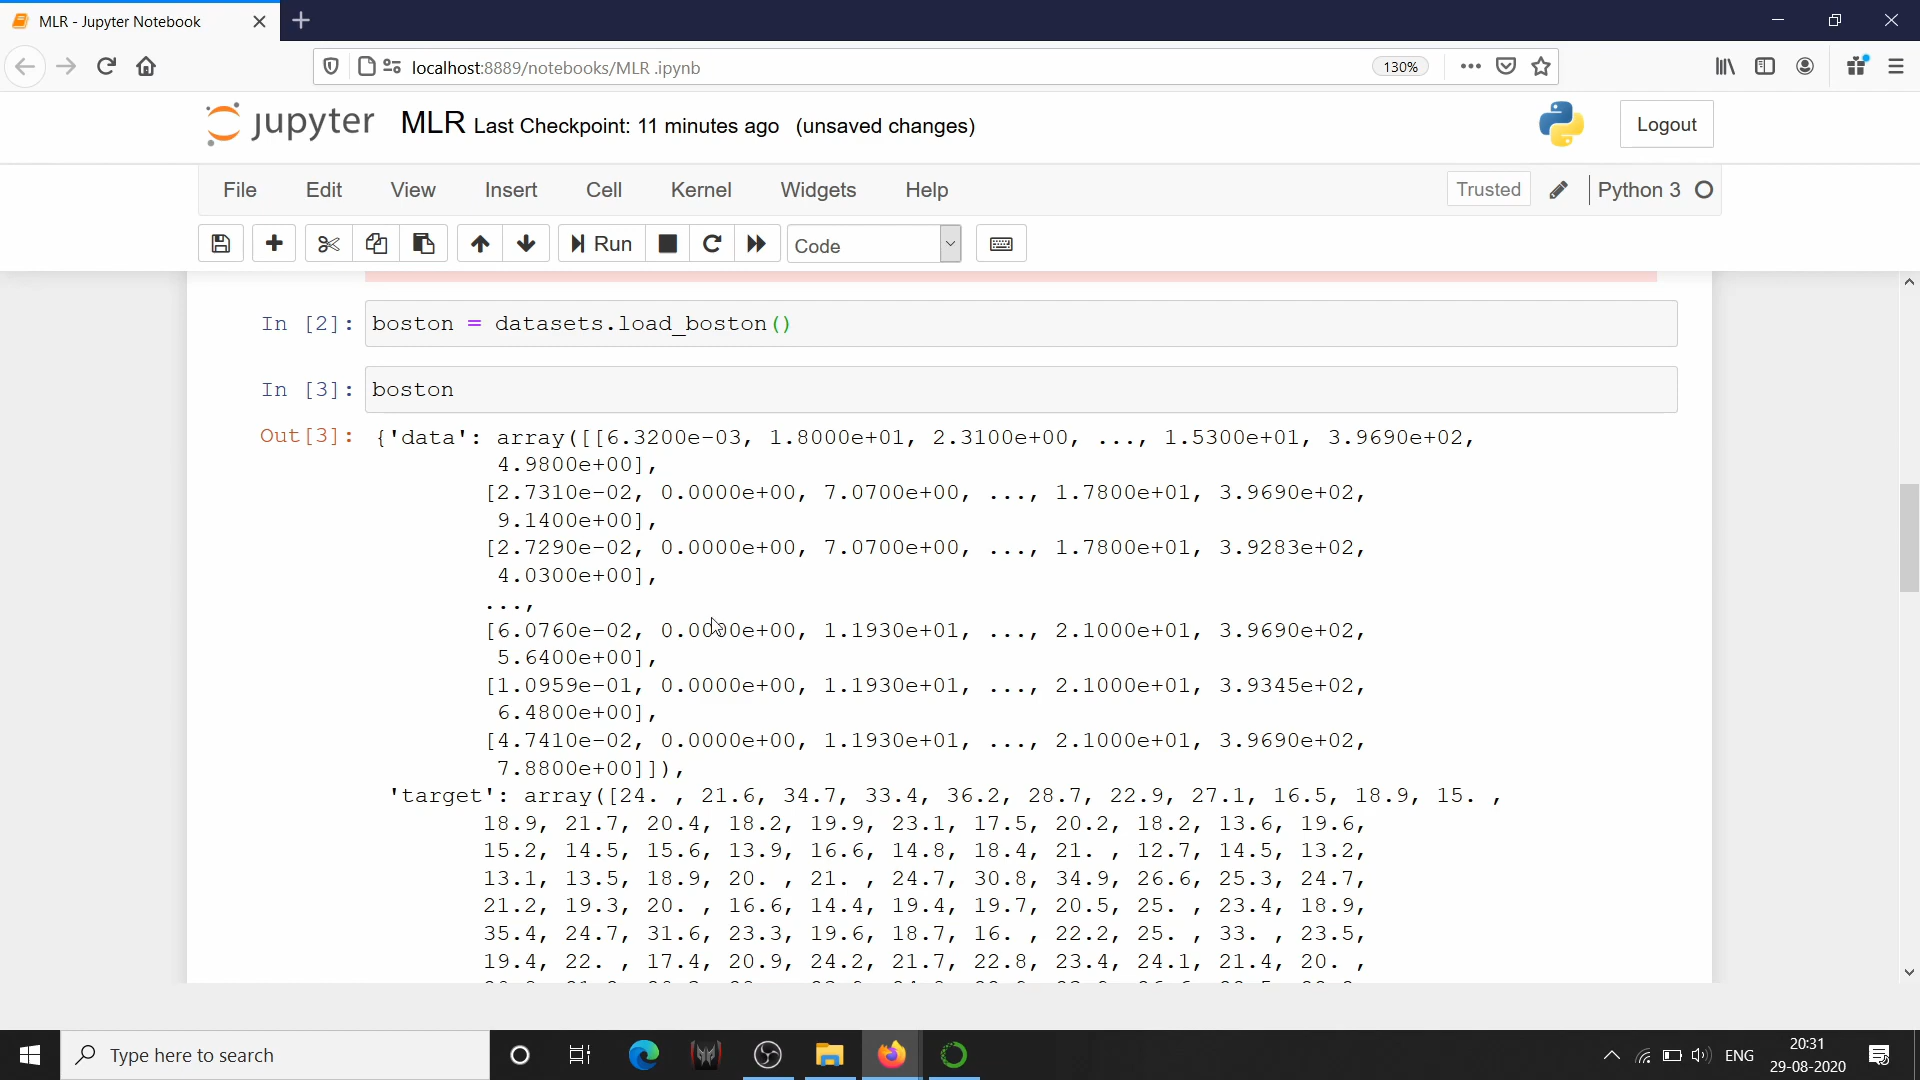 MLR - Jupyter Notebook
localhost:8889/notebooks/MLR .ipynb
130%
jupyter MLR Last Checkpoint: 11 minutes ago (unsaved changes)
Logout
File Edit View Insert Cell Kernel Widgets Help
Trusted
Python 3
Run
Code
In [2]: boston = datasets.load_boston()
In [3]: boston
Out[3]: {'data': array([[6.3200e-03, 1.8000e+01, 2.3100e+00, ..., 1.5300e+01, 3.9690e+02,
4.9800e+00],
[2.7310e-02, 0.0000e+00, 7.0700e+00, ..., 1.7800e+01, 3.9690e+02,
9.1400e+00],
[2.7290e-02, 0.0000e+00, 7.0700e+00, ..., 1.7800e+01, 3.9283e+02,
4.0300e+00],
...,
[6.0760e-02, 0.0000e+00, 1.1930e+01, ..., 2.1000e+01, 3.9690e+02,
5.6400e+00],
[1.0959e-01, 0.0000e+00, 1.1930e+01, ..., 2.1000e+01, 3.9345e+02,
6.4800e+00],
[4.7410e-02, 0.0000e+00, 1.1930e+01, ..., 2.1000e+01, 3.9690e+02,
7.8800e+00]]),
'target': array([24. , 21.6, 34.7, 33.4, 36.2, 28.7, 22.9, 27.1, 16.5, 18.9, 15. ,
18.9, 21.7, 20.4, 18.2, 19.9, 23.1, 17.5, 20.2, 18.2, 13.6, 19.6,
15.2, 14.5, 15.6, 13.9, 16.6, 14.8, 18.4, 21. , 12.7, 14.5, 13.2,
13.1, 13.5, 18.9, 20. , 21. , 24.7, 30.8, 34.9, 26.6, 25.3, 24.7,
21.2, 19.3, 20. , 16.6, 14.4, 19.4, 19.7, 20.5, 25. , 23.4, 18.9,
35.4, 24.7, 31.6, 23.3, 19.6, 18.7, 16. , 22.2, 25. , 33. , 23.5,
19.4, 22. , 17.4, 20.9, 24.2, 21.7, 22.8, 23.4, 24.1, 21.4, 20. ,
Type here to search
ENG
20:31
29-08-2020